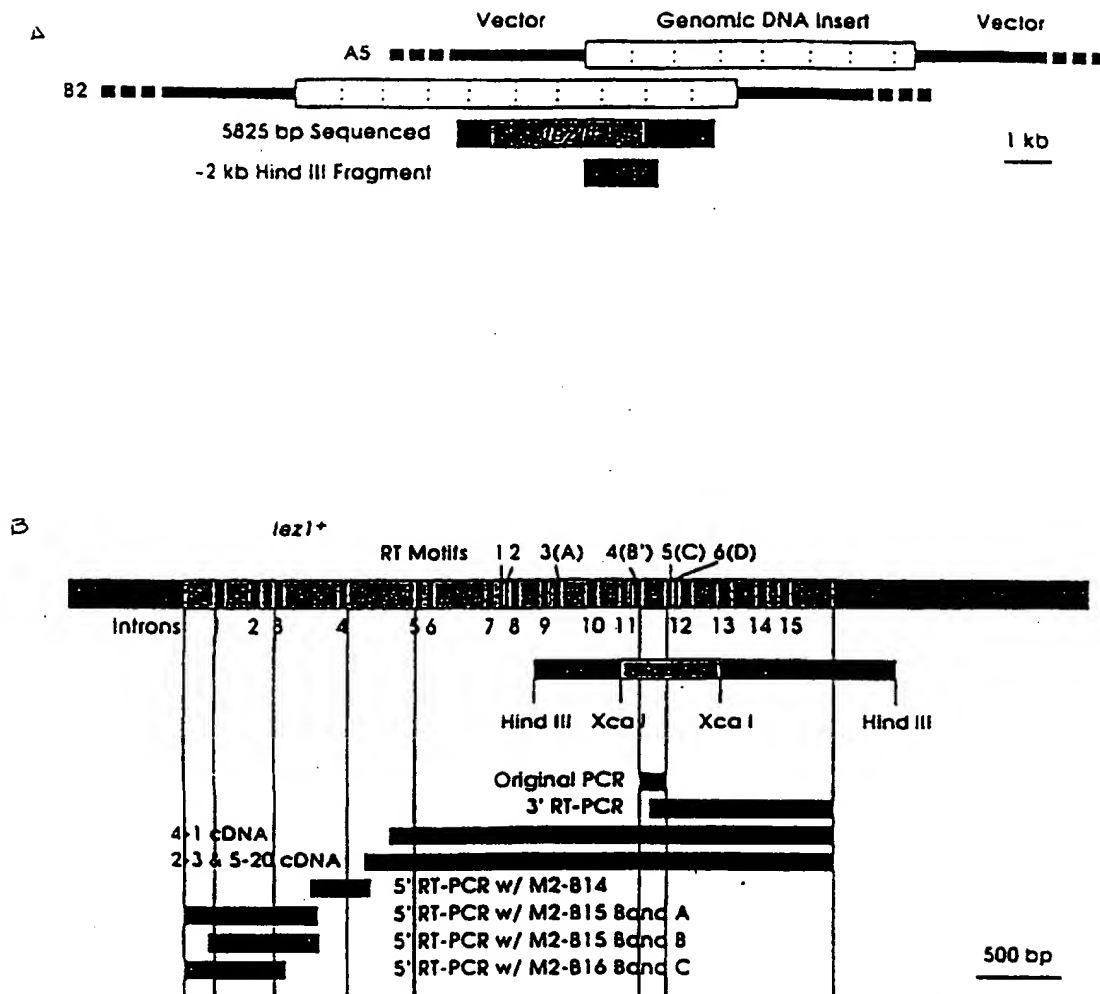 A
Vector Genomic DNA Insert Vector
A5
B2
5825 bp Sequenced
1 kb
~2 kb Hind III Fragment
B
tez1+
RT Motifs 1 2 3(A) 4(B') 5(C) 6(D)
Introns 1 2 3 4 5 6 7 8 9 10 11 12 13 14 15
Hind III Xca I Xca I Hind III
Original PCR
3' RT-PCR
4-1 cDNA
2-3 & 5-20 cDNA
5' RT-PCR w/ M2-B14
5' RT-PCR w/ M2-B15 Band A
5' RT-PCR w/ M2-B15 Band B
5' RT-PCR w/ M2-B16 Band C
500 bp